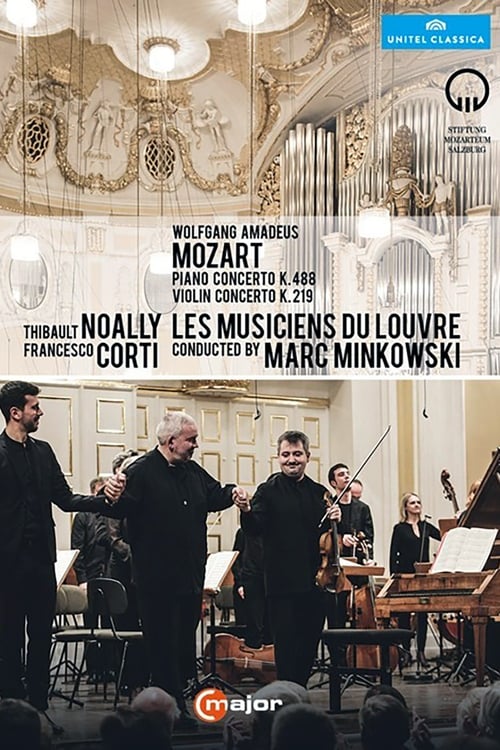 UNITEL CLASSICA
STIFTUNG
MOZARTEUM
SALZBURG
WOLFGANG AMADEUS
MOZART
PIANO CONCERTO K.488
VIOLIN CONCERTO K.219
THIBAULT NOALLY
FRANCESCO CORTI
LES MUSICIENS DU LOUVRE
CONDUCTED BY MARC MINKOWSKI
C major